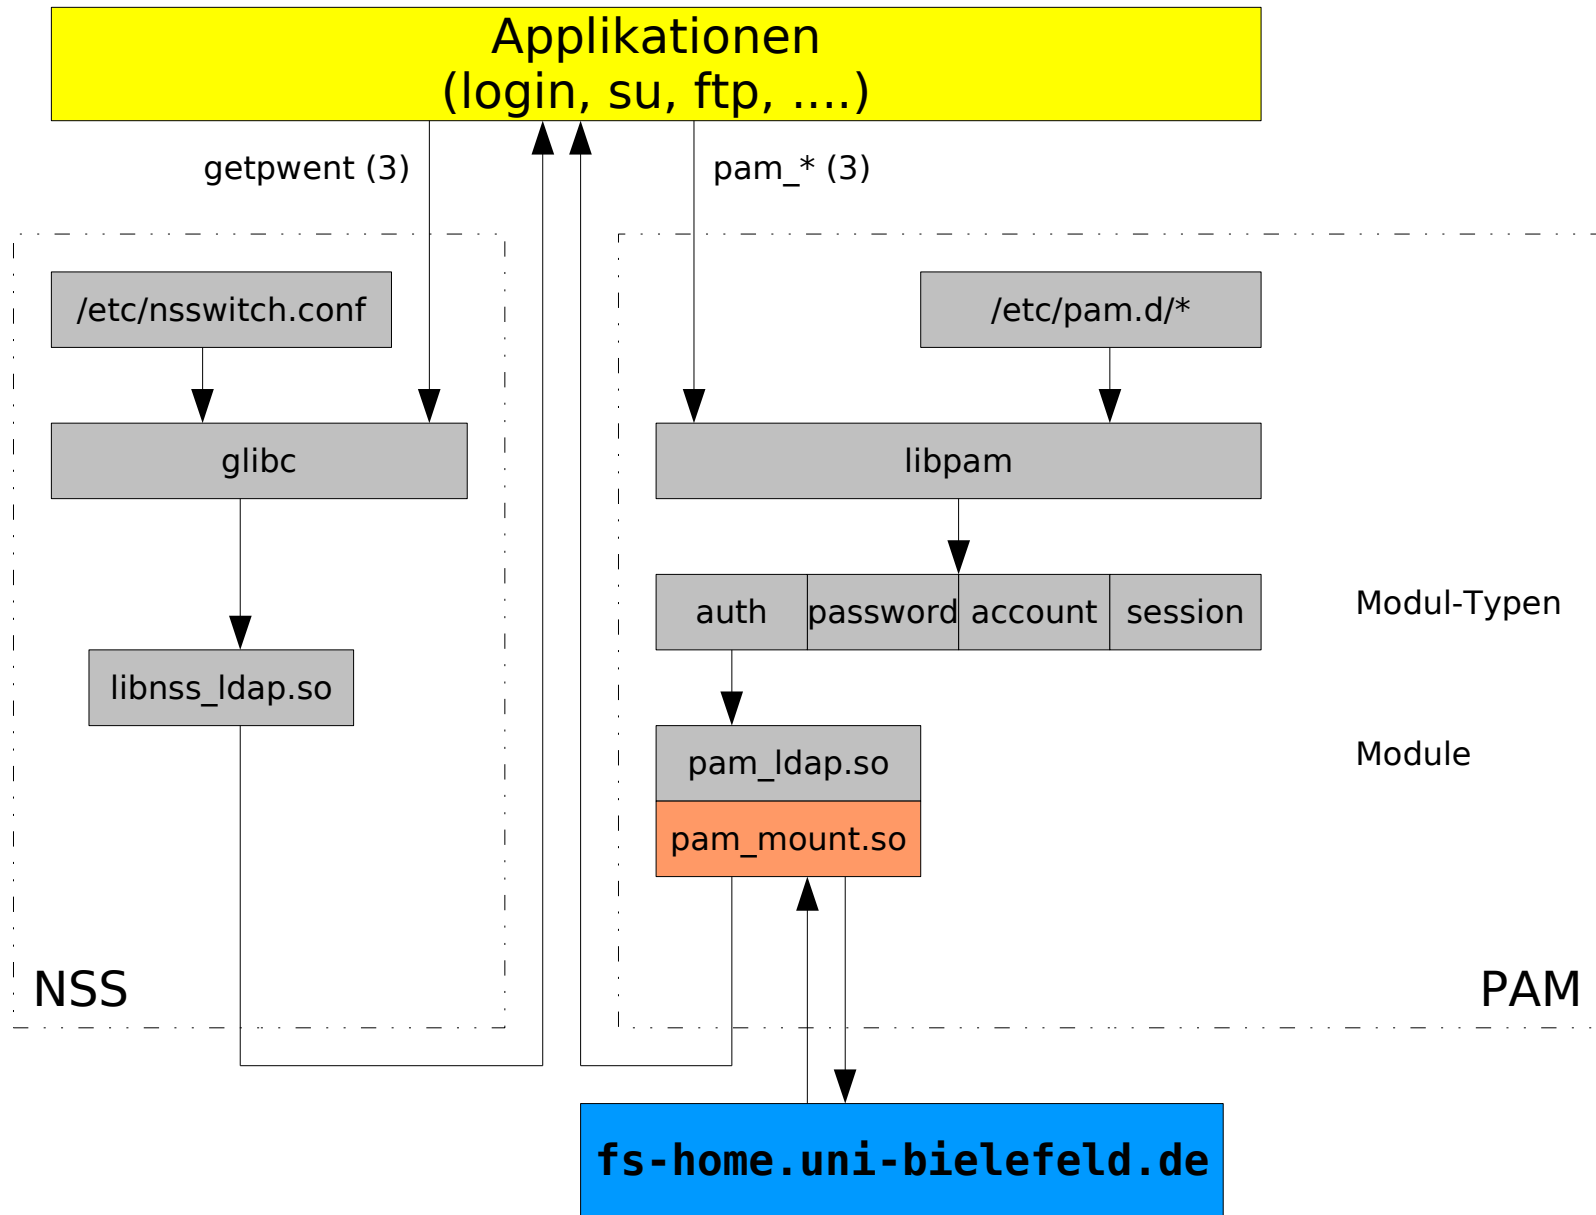 Applikationen
(login, su, ftp, ....)
getpwent (3)
pam_* (3)
/etc/nsswitch.conf
/etc/pam.d/*
glibc
libpam
auth
password
account
session
Modul-Typen
libnss_ldap.so
pam_ldap.so
Module
pam_mount.so
NSS
PAM
fs-home.uni-bielefeld.de